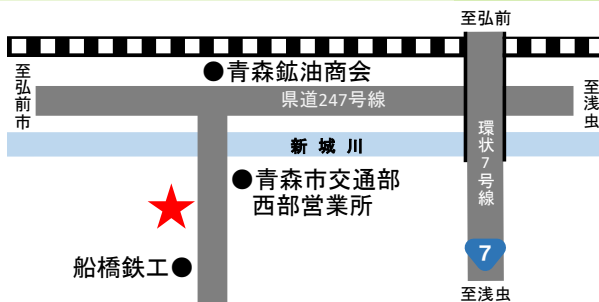 至弘前
●青森鉱油商会
至弘前市
県道247号線
至浅虫
新城川
環状7号線
●青森市交通部
西部営業所
船橋鉄工●
7
至浅虫